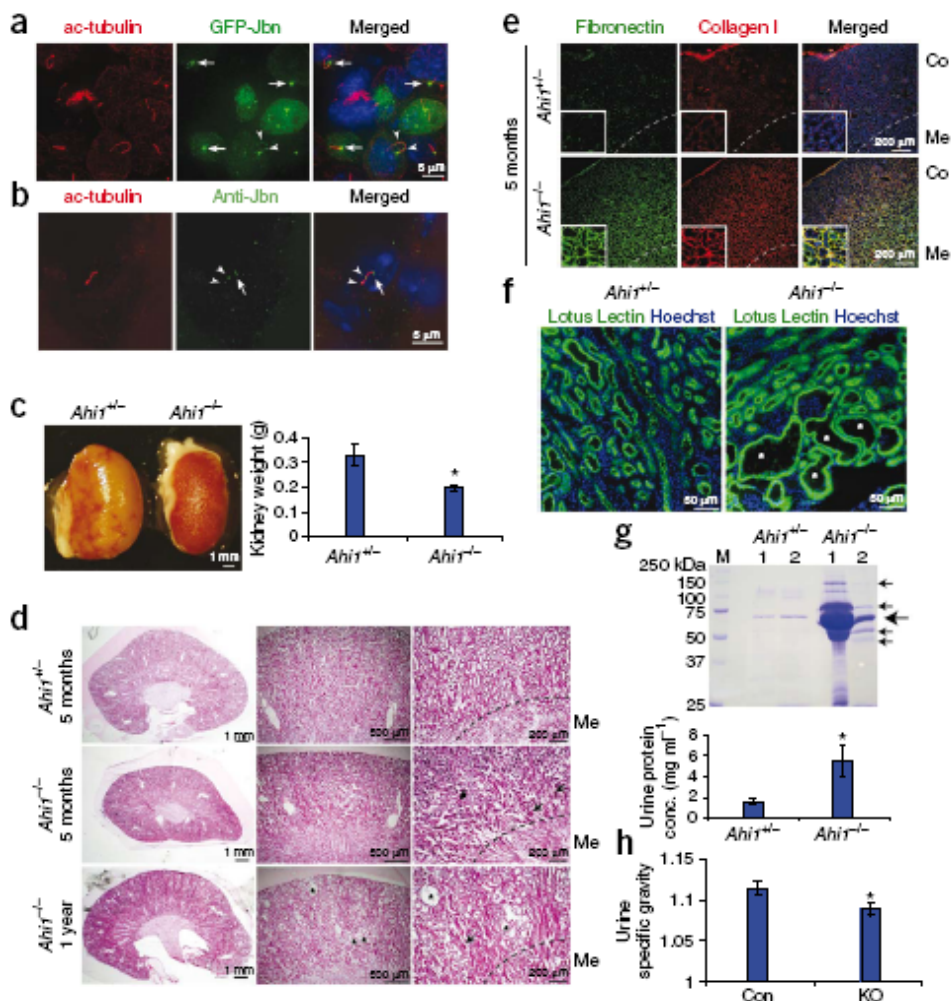 a
ac-tubulin GFP-Jbn Merged
5 µm
b
ac-tubulin Anti-Jbn Merged
5 µm
c
Ahi1+/– Ahi1–/–
1 mm
Kidney weight (g)
0.4
0.3
0.2
0.1
0
*
Ahi1+/– Ahi1–/–
d
Ahi1+/–
5 months
1 mm 500 µm 200 µm
Me
Ahi1–/–
5 months
1 mm 500 µm 200 µm
Me
Ahi1–/–
1 year
1 mm 500 µm 200 µm
Me
e
Fibronectin Collagen I Merged
5 months
Ahi1+/–
Co
Me
200 µm
Ahi1–/–
Co
Me
200 µm
f
Ahi1+/– Ahi1–/–
Lotus Lectin Hoechst Lotus Lectin Hoechst
50 µm 50 µm
g
Ahi1+/– Ahi1–/–
M 1 2 1 2
250 kDa
150
100
75
50
37
25
Urine protein
conc. (mg ml–1)
8
6
4
2
0
*
Ahi1+/– Ahi1–/–
h
Urine
specific gravity
1.15
1.1
1.05
1
*
Con KO